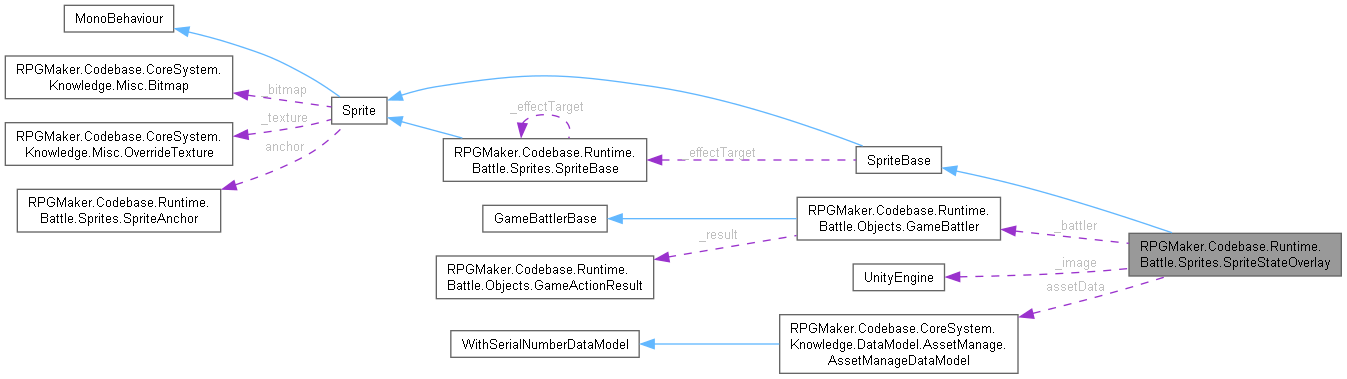 MonoBehaviour
RPGMaker.Codebase.CoreSystem.
Knowledge.Misc.Bitmap
_bitmap
Sprite
_texture
RPGMaker.Codebase.CoreSystem.
Knowledge.Misc.OverrideTexture
anchor
RPGMaker.Codebase.Runtime.
Battle.Sprites.SpriteAnchor
_effectTarget
RPGMaker.Codebase.Runtime.
Battle.Sprites.SpriteBase
_effectTarget
SpriteBase
GameBattlerBase
RPGMaker.Codebase.Runtime.
Battle.Objects.GameBattler
_result
RPGMaker.Codebase.Runtime.
Battle.Objects.GameActionResult
_battler
_image
assetData
RPGMaker.Codebase.Runtime.
Battle.Sprites.SpriteStateOverlay
UnityEngine
WithSerialNumberDataModel
RPGMaker.Codebase.CoreSystem.
Knowledge.DataModel.AssetManage.
AssetManageDataModel